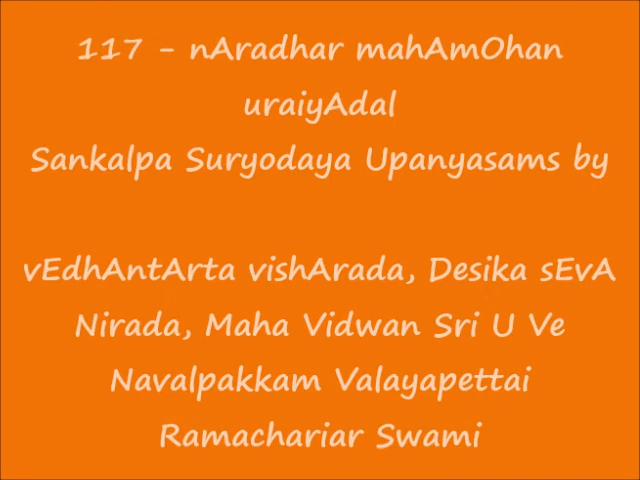 117 - nAradhar mahAmOhan
uraiyAdal
Sankalpa Suryodaya Upanyasams by
vEdhAntArta vishArada, Desika sEvA
Nirada, Maha Vidwan Sri U Ve
Navalpakkam Valayapettai
Ramachariar Swami